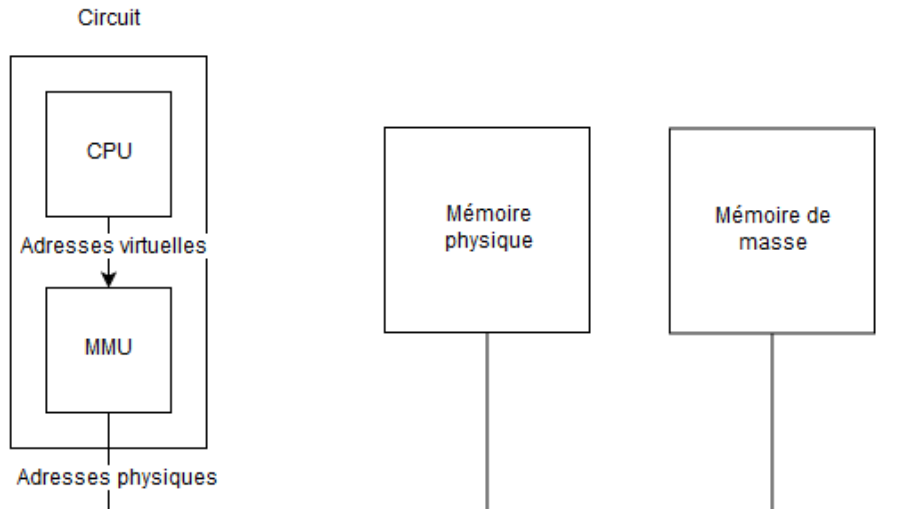 Circuit
CPU
Adresses virtuelles
MMU
Adresses physiques
Mémoire
physique
Mémoire de
masse